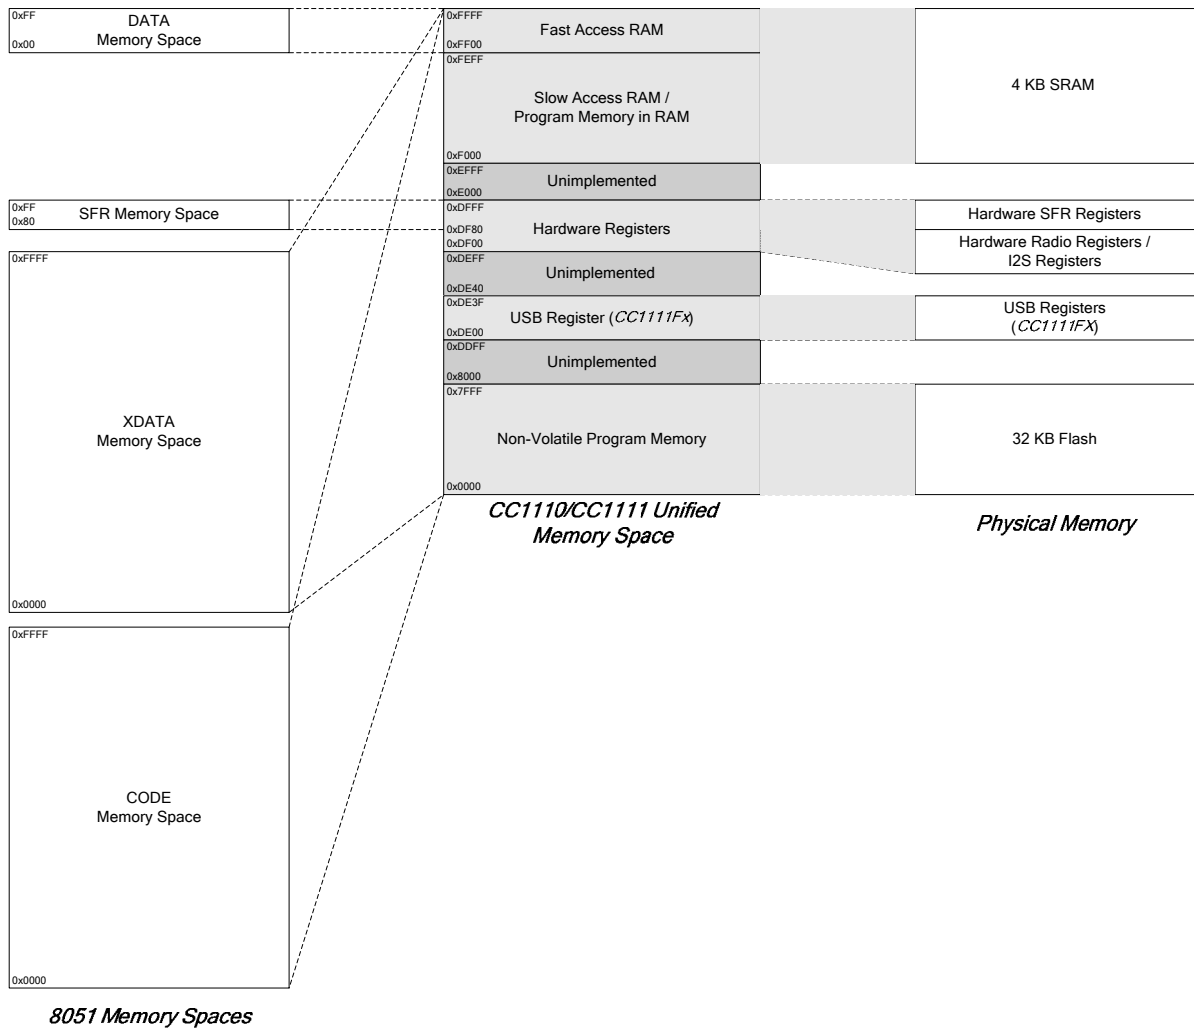 0xFF
DATA
Memory Space
0x00
0xFF
SFR Memory Space
0x80
0xFFFF
XDATA
Memory Space
0x0000
0xFFFF
CODE
Memory Space
0x0000
8051 Memory Spaces
0xFFFF
Fast Access RAM
0xFF00
0xFEFF
Slow Access RAM /
Program Memory in RAM
0xF000
0xEFFF
Unimplemented
0xE000
0xDFFF
Hardware Registers
0xDF80
0xDF00
0xDEFF
Unimplemented
0xDE40
0xDE3F
USB Register (CC1111Fx)
0xDE00
0xDDFF
Unimplemented
0x8000
0x7FFF
Non-Volatile Program Memory
0x0000
CC1110/CC1111 Unified
Memory Space
4 KB SRAM
Hardware SFR Registers
Hardware Radio Registers /
I2S Registers
USB Registers
(CC1111FX)
32 KB Flash
Physical Memory